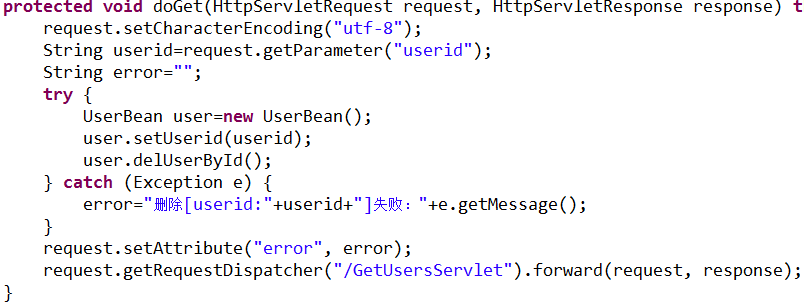 protected void doGet(HttpServletRequest request, HttpServletResponse response) t
request.setCharacterEncoding("utf-8");
String userid=request.getParameter("userid");
String error="";
try {
UserBean user=new UserBean();
user.setUserid(userid);
user.delUserById();
} catch (Exception e) {
error="删除[userid:"+userid+"]失败："+e.getMessage();
}
request.setAttribute("error", error);
request.getRequestDispatcher("/GetUsersServlet").forward(request, response);
}